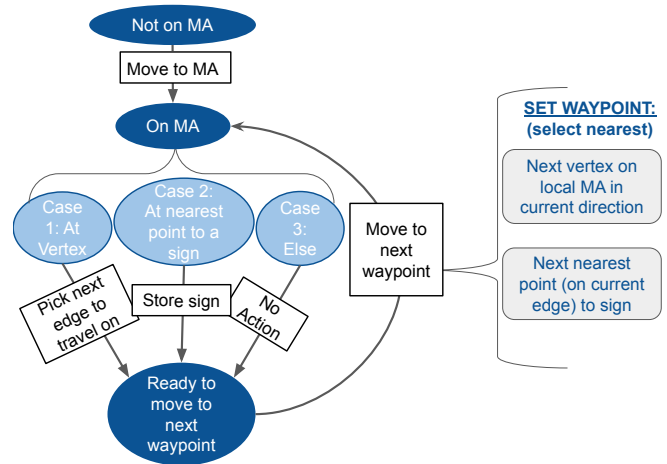 Not on MA
Move to MA
On MA
Case
1: At
Vertex
Case 2:
At nearest
point to a
sign
Case
3: Else
Pick next
edge to
travel on
Store sign
No
Action
Ready to
move to
next
waypoint
Move to
next
waypoint
SET WAYPOINT:
(select nearest)
Next vertex on
local MA in
current direction
Next nearest
point (on current
edge) to sign